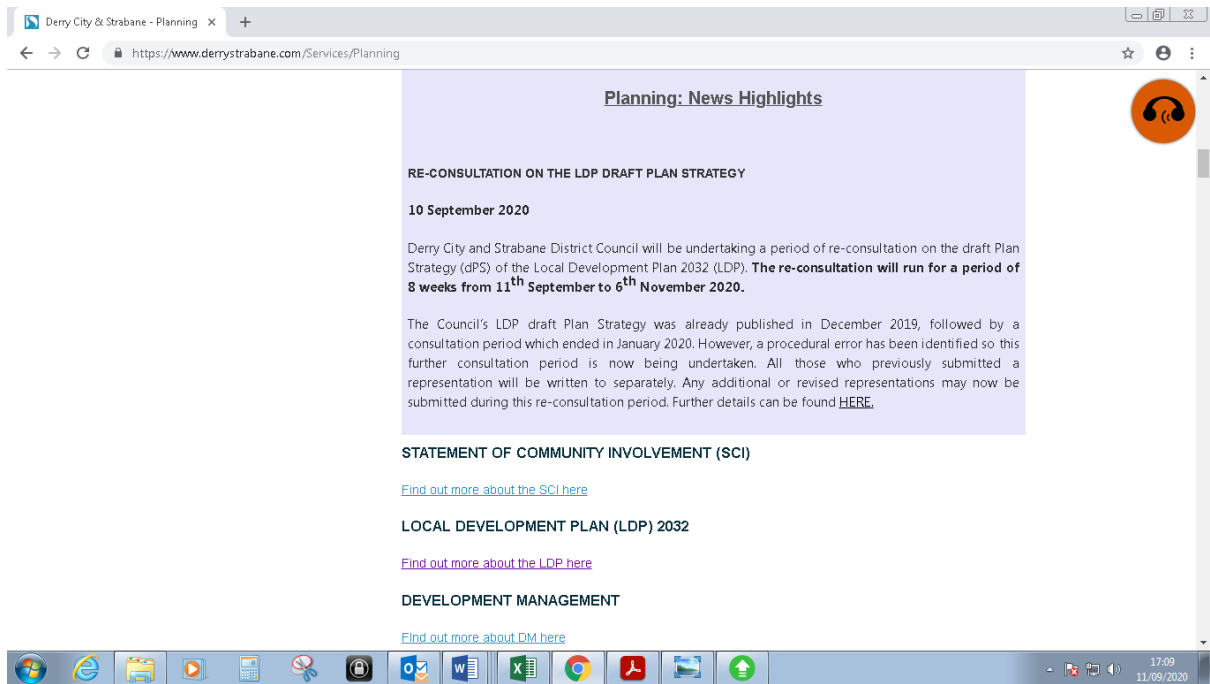 Derry City & Strabane - Planning
https://www.derrystrabane.com/Services/Planning
Planning: News Highlights
RE-CONSULTATION ON THE LDP DRAFT PLAN STRATEGY
10 September 2020
Derry City and Strabane District Council will be undertaking a period of re-consultation on the draft Plan
Strategy (dPS) of the Local Development Plan 2032 (LDP). The re-consultation will run for a period of
8 weeks from 11th September to 6th November 2020.
The Council's LDP draft Plan Strategy was already published in December 2019, followed by a
consultation period which ended in January 2020. However, a procedural error has been identified so this
further consultation period is now being undertaken. All those who previously submitted a
representation will be written to separately. Any additional or revised representations may now be
submitted during this re-consultation period. Further details can be found HERE.
STATEMENT OF COMMUNITY INVOLVEMENT (SCI)
Find out more about the SCI here
LOCAL DEVELOPMENT PLAN (LDP) 2032
Find out more about the LDP here
DEVELOPMENT MANAGEMENT
Find out more about DM here
17:09
11/09/2020